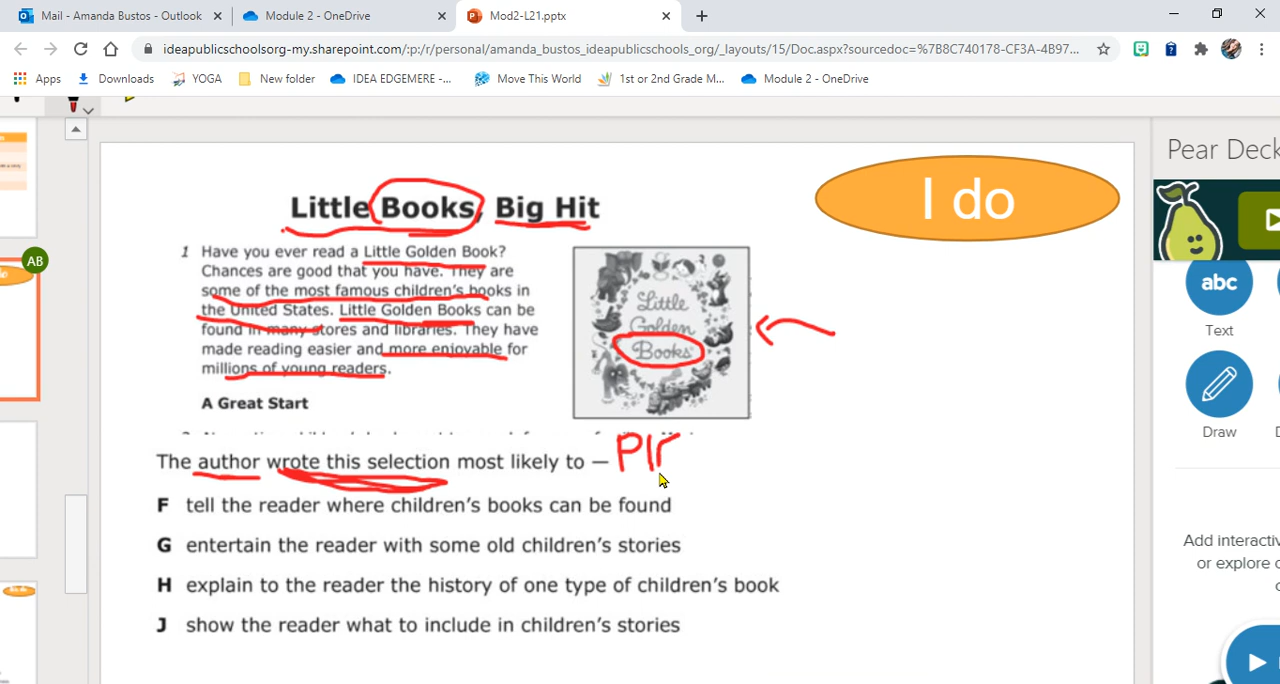 Mail - Amanda Bustos - Outlook
Module 2 - OneDrive
Mod2-L21.pptx
ideapublicschoolsorg-my.sharepoint.com/:p:/r/personal/amanda_bustos_ideapublicschools_org/_layouts/15/Doc.aspx?sourcedoc=%7B8C740178-CF3A-4B97...
Apps
Downloads
YOGA
New folder
IDEA EDGEMERE -...
Move This World
1st or 2nd Grade M...
Module 2 - OneDrive
AB
Little Books, Big Hit
I do
1 Have you ever read a Little Golden Book?
Chances are good that you have. They are
some of the most famous children's books in
the United States. Little Golden Books can be
found in many stores and libraries. They have
made reading easier and more enjoyable for
millions of young readers.
Little
Golden
Books
A Great Start
The author wrote this selection most likely to — PIr
F tell the reader where children's books can be found
G entertain the reader with some old children's stories
H explain to the reader the history of one type of children's book
J show the reader what to include in children's stories
Pear Deck
abc
Text
Draw
Add interactiv
or explore